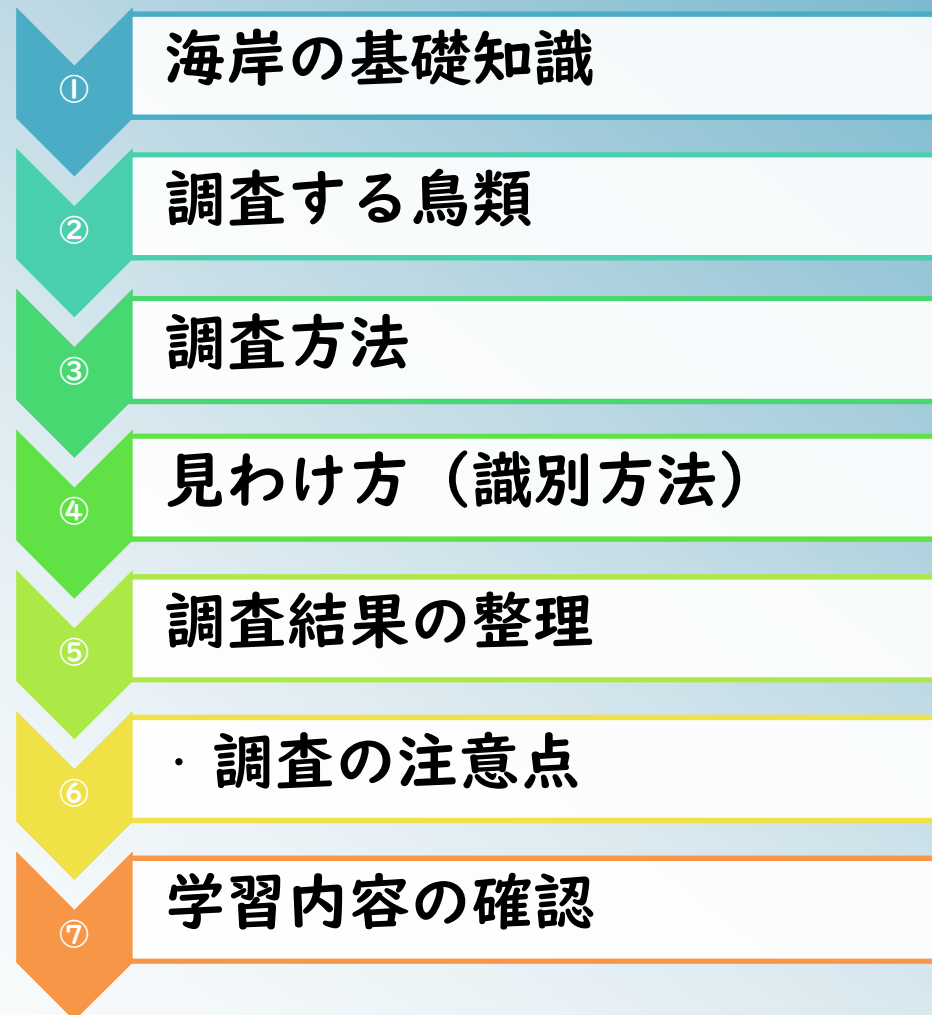 ① 海岸の基礎知識
② 調査する鳥類
③ 調査方法
④ 見わけ方（識別方法）
⑤ 調査結果の整理
⑥ ・調査の注意点
⑦ 学習内容の確認